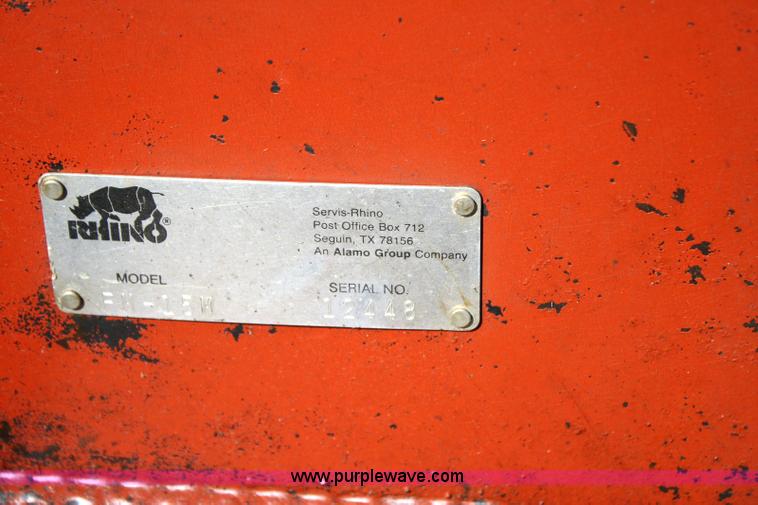 RHINO®
Servis-Rhino
Post Office Box 712
Seguin, TX 78156
An Alamo Group Company
MODEL
SERIAL NO.
12448
www.purplewave.com